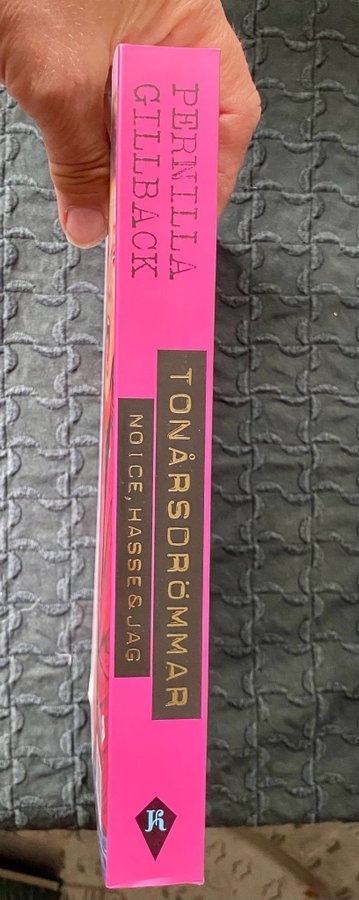 PERNILLA
GILLBACK
TONÅRSDRÖMMAR
NOICE, HASSE & JAG
K